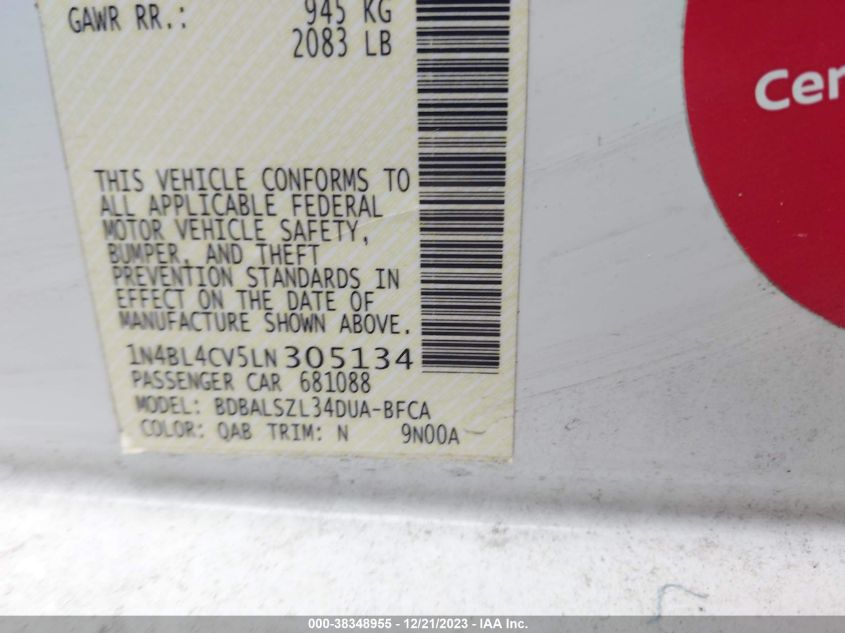 GAWR RR.: 945 KG
2083 LB
THIS VEHICLE CONFORMS TO
ALL APPLICABLE FEDERAL
MOTOR VEHICLE SAFETY,
BUMPER, AND THEFT
PREVENTION STANDARDS IN
EFFECT ON THE DATE OF
MANUFACTURE SHOWN ABOVE.
1N4BL4CV5LN305134
PASSENGER CAR 681088
MODEL: BDBALSZL34DUA-BFCA
COLOR: QAB TRIM: N 9N00A
Cer
000-38348955 - 12/21/2023 - IAA Inc.